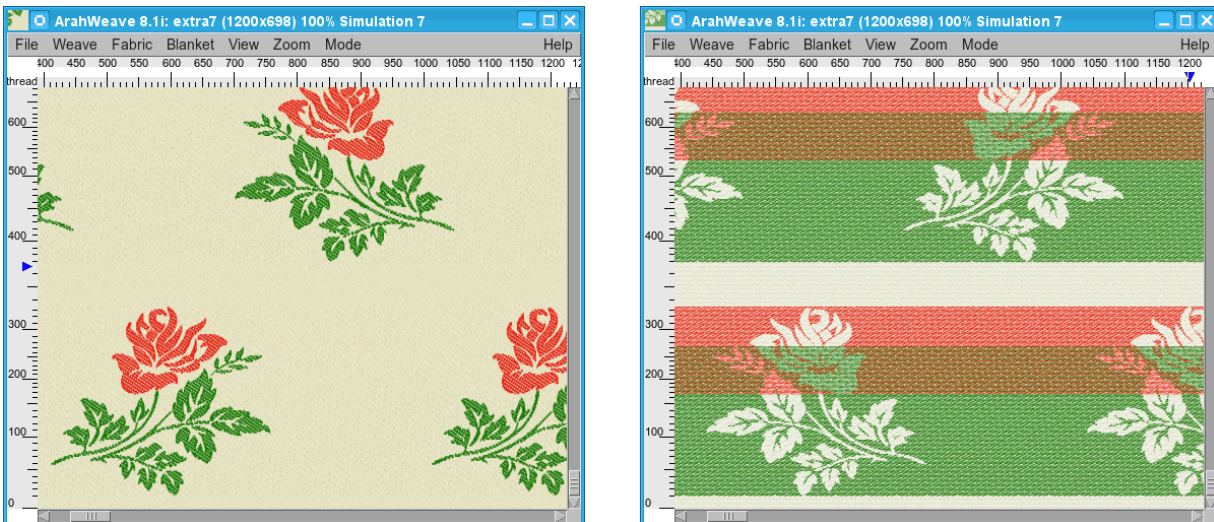 ArahWeave 8.1i: extra7 (1200x698) 100% Simulation 7
File Weave Fabric Blanket View Zoom Mode Help
400 450 500 550 600 650 700 750 800 850 900 950 1000 1050 1100 1150 1200
thread
600
500
400
300
200
100
0
ArahWeave 8.1i: extra7 (1200x698) 100% Simulation 7
File Weave Fabric Blanket View Zoom Mode Help
400 450 500 550 600 650 700 750 800 850 900 950 1000 1050 1100 1150 1200
thread
600
500
400
300
200
100
0